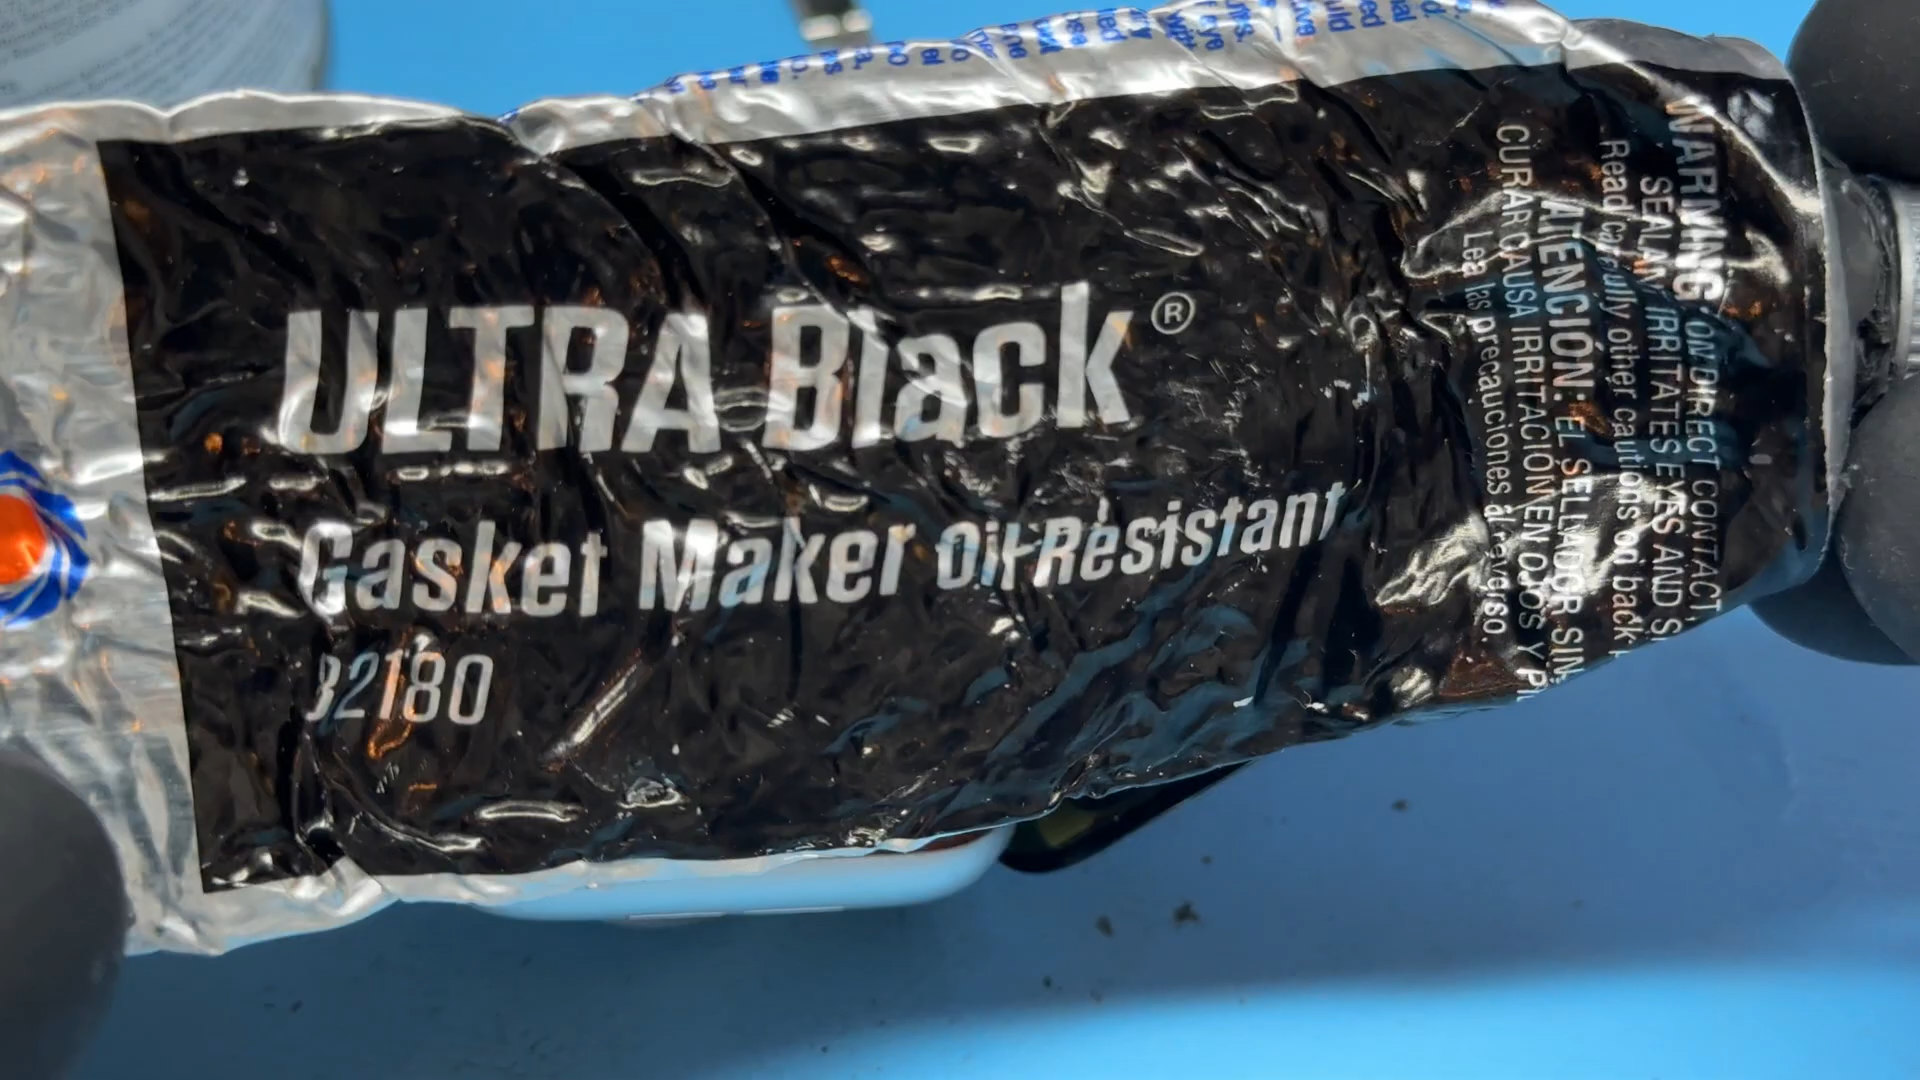 ULTRA Black®
Gasket Maker Oil Resistant
82180
WARNING: ON DIRECT CONTACT
SEALANT IRRITATES EYES AND
Read carefully other cautions on back
ATENCIÓN: EL SELLADOR SIN
CURAR CAUSA IRRITACIÓN EN OJOS Y
Lea las precauciones al reverso.